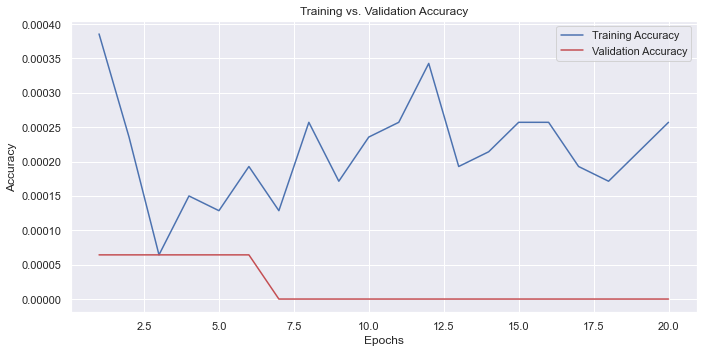 Training vs. Validation Accuracy
0.00040
0.00035
0.00030
0.00025
0.00020
0.00015
0.00010
0.00005
0.00000
Accuracy
Training Accuracy
Validation Accuracy
2.5 5.0 7.5 10.0 12.5 15.0 17.5 20.0
Epochs